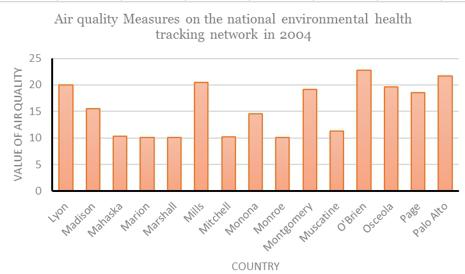 Air quality Measures on the national environmental health
tracking network in 2004
VALUE OF AIR QUALITY
25
20
15
10
5
0
Lyon
Madison
Mahaska
Marion
Marshall
Mills
Mitchell
Monona
Monroe
Montgomery
Muscatine
O'Brien
Osceola
Page
Palo Alto
COUNTRY